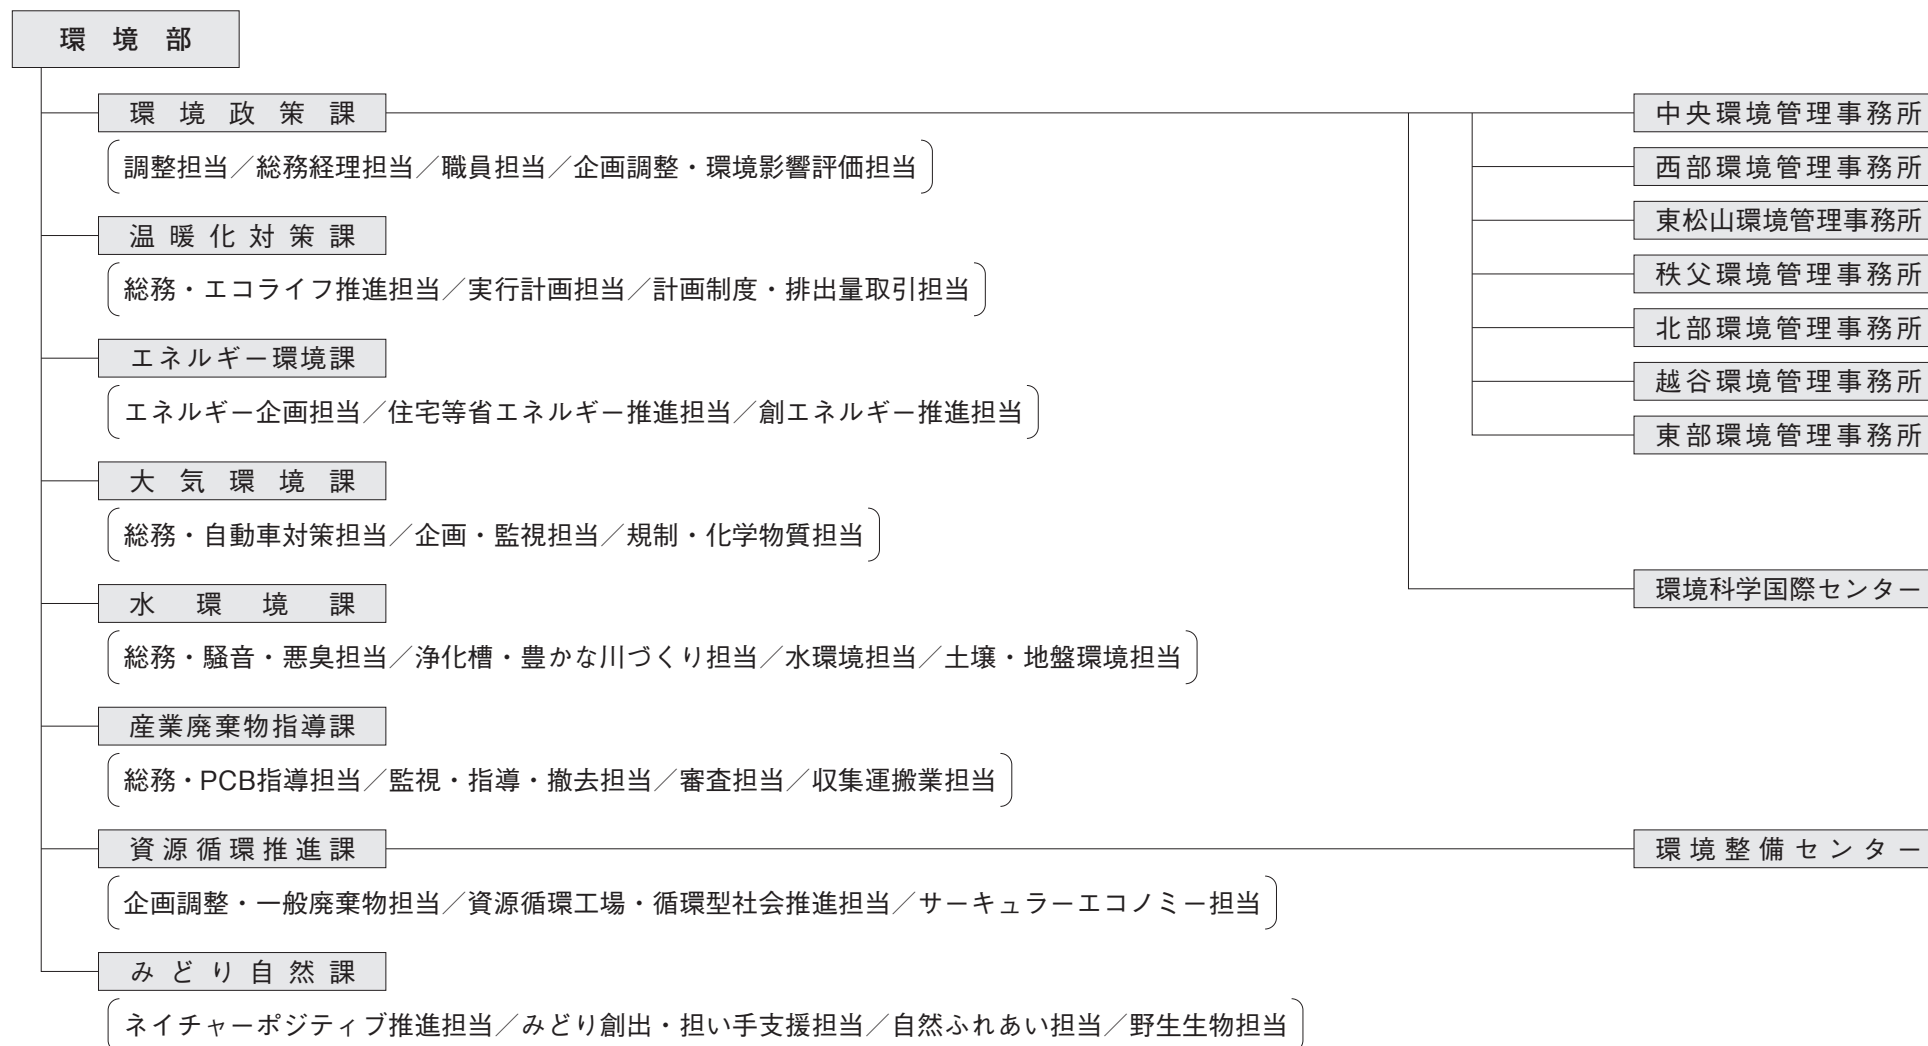 環境部
環境政策課
調整担当／総務経理担当／職員担当／企画調整・環境影響評価担当
温暖化対策課
総務・エコライフ推進担当／実行計画担当／計画制度・排出量取引担当
エネルギー環境課
エネルギー企画担当／住宅等省エネルギー推進担当／創エネルギー推進担当
大気環境課
総務・自動車対策担当／企画・監視担当／規制・化学物質担当
水環境課
総務・騒音・悪臭担当／浄化槽・豊かな川づくり担当／水環境担当／土壌・地盤環境担当
産業廃棄物指導課
総務・PCB指導担当／監視・指導・撤去担当／審査担当／収集運搬業担当
資源循環推進課
企画調整・一般廃棄物担当／資源循環工場・循環型社会推進担当／サーキュラーエコノミー担当
みどり自然課
ネイチャーポジティブ推進担当／みどり創出・担い手支援担当／自然ふれあい担当／野生生物担当
中央環境管理事務所
西部環境管理事務所
東松山環境管理事務所
秩父環境管理事務所
北部環境管理事務所
越谷環境管理事務所
東部環境管理事務所
環境科学国際センター
環境整備センター